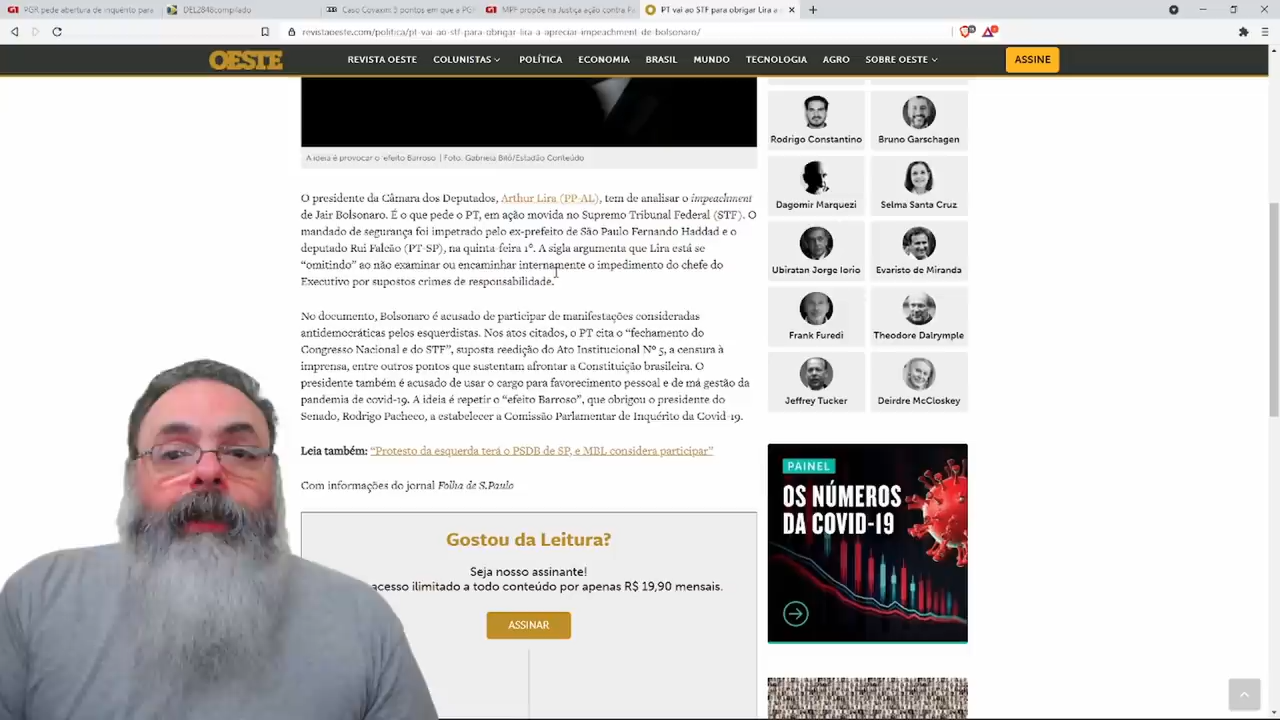 PGR pede abertura de inquérito para
DEL2848compilado
Caso Covaxin: 5 pontos em que a PGR
MPF propõe na Justiça ação contra Pa
PT vai ao STF para obrigar Lira a
revistaoeste.com/politica/pt-vai-ao-stf-para-obrigar-lira-a-apreciar-impeachment-de-bolsonaro/
OESTE
REVISTA OESTE COLUNISTAS POLÍTICA ECONOMIA BRASIL MUNDO TECNOLOGIA AGRO SOBRE OESTE
ASSINE
A ideia é provocar o 'efeito Barroso' | Foto: Gabriela Biló/Estadão Conteúdo
O presidente da Câmara dos Deputados, Arthur Lira (PP-AL), tem de analisar o impeachment
de Jair Bolsonaro. É o que pede o PT, em ação movida no Supremo Tribunal Federal (STF). O
mandado de segurança foi impetrado pelo ex-prefeito de São Paulo Fernando Haddad e o
deputado Rui Falcão (PT-SP), na quinta feira 1º. A sigla argumenta que Lira está se
“omitindo” ao não examinar ou encaminhar internamente o impedimento do chefe do
Executivo por supostos crimes de responsabilidade.
No documento, Bolsonaro é acusado de participar de manifestações consideradas
antidemocráticas pelos esquerdistas. Nos atos citados, o PT cita o “fechamento do
Congresso Nacional e do STF”, suposta reedição do Ato Institucional Nº 5, a censura à
imprensa, entre outros pontos que sustentam afrontar a Constituição brasileira. O
presidente também é acusado de usar o cargo para favorecimento pessoal e de má gestão da
pandemia de covid-19. A ideia é repetir o “efeito Barroso”, que obrigou o presidente do
Senado, Rodrigo Pacheco, a estabelecer a Comissão Parlamentar de Inquérito da Covid-19.
Leia também: “Protesto da esquerda terá o PSDB de SP, e MBL considera participar”
Com informações do jornal Folha de S.Paulo
Gostou da Leitura?
Seja nosso assinante!
acesso ilimitado a todo conteúdo por apenas R$ 19,90 mensais.
ASSINAR
Rodrigo Constantino
Bruno Garschagen
Dagomir Marquezi
Selma Santa Cruz
Ubiratan Jorge Iorio
Evaristo de Miranda
Frank Furedi
Theodore Dalrymple
Jeffrey Tucker
Deirdre McCloskey
PAINEL
OS NÚMEROS
DA COVID-19